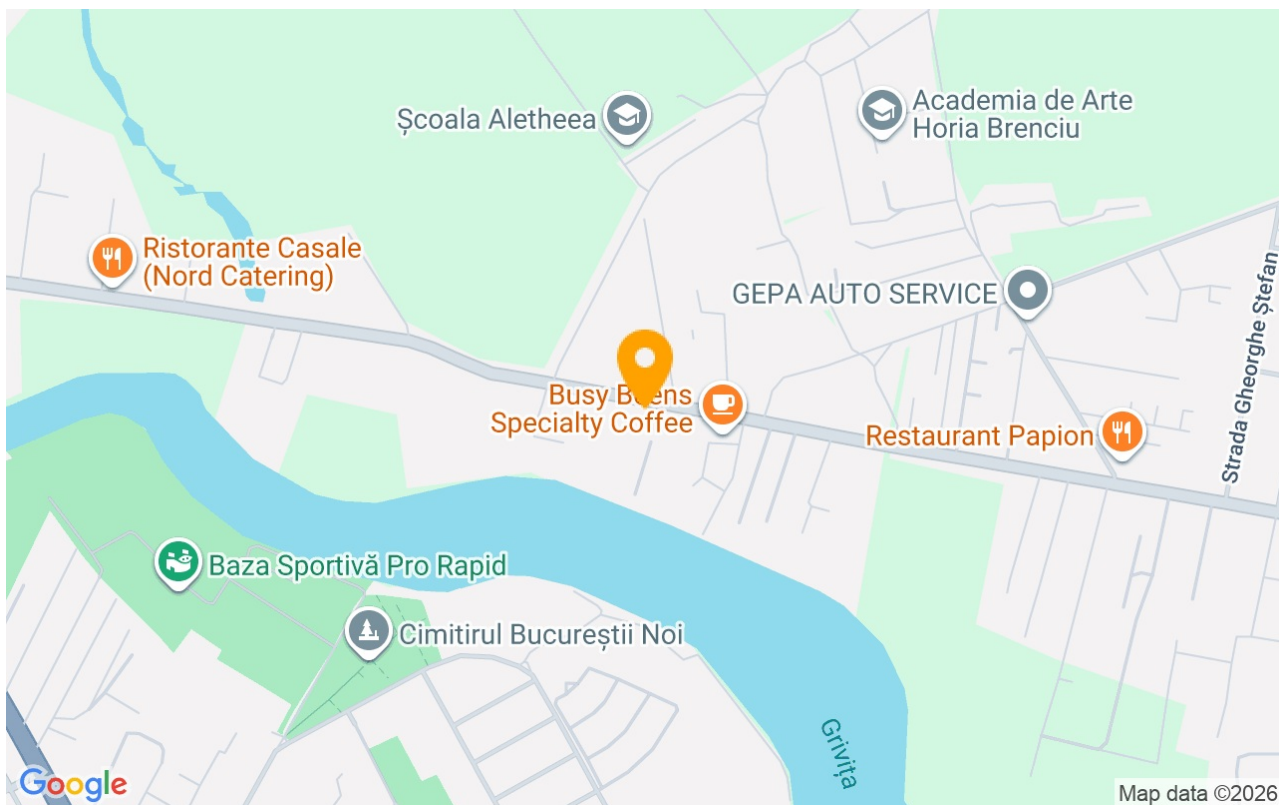 Școala Aletheea
Academia de Arte
Horia Brenciu
Ristorante Casale
(Nord Catering)
GEPA AUTO SERVICE
Strada Gheorghe Ștefan
Busy
Specialty Coffee
Restaurant Papion
Baza Sportivă Pro Rapid
Cimitirul Bucureștii Noi
Grivița
Google
Map data ©2026